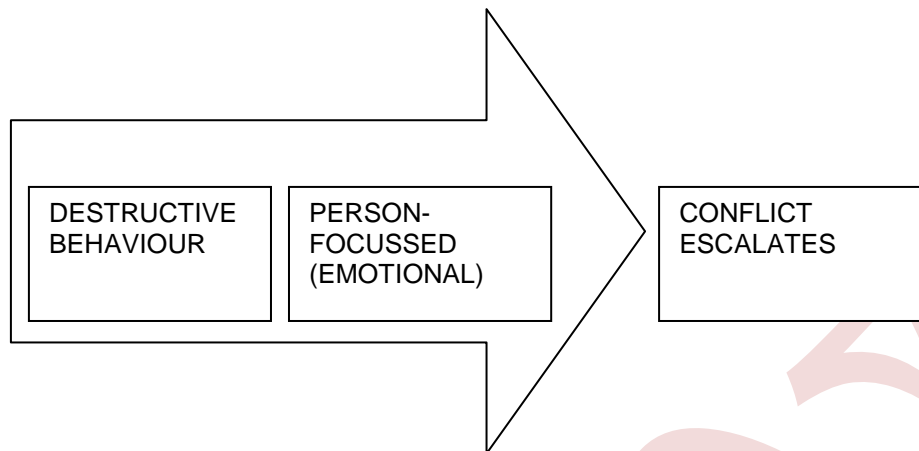 DESTRUCTIVE
BEHAVIOUR
PERSON-
FOCUSSED
(EMOTIONAL)
CONFLICT
ESCALATES